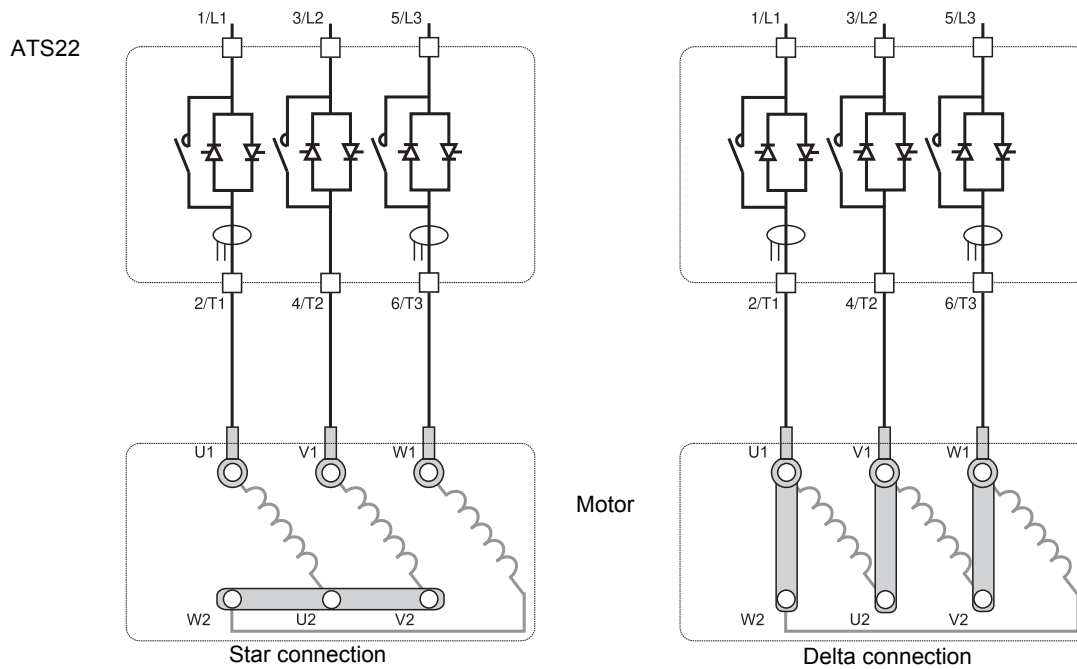 1/L1 3/L2 5/L3 1/L1 3/L2 5/L3
ATS22
2/T1 4/T2 6/T3 2/T1 4/T2 6/T3
U1 V1 W1 U1 V1 W1
Motor
W2 U2 V2 W2 U2 V2
Star connection Delta connection